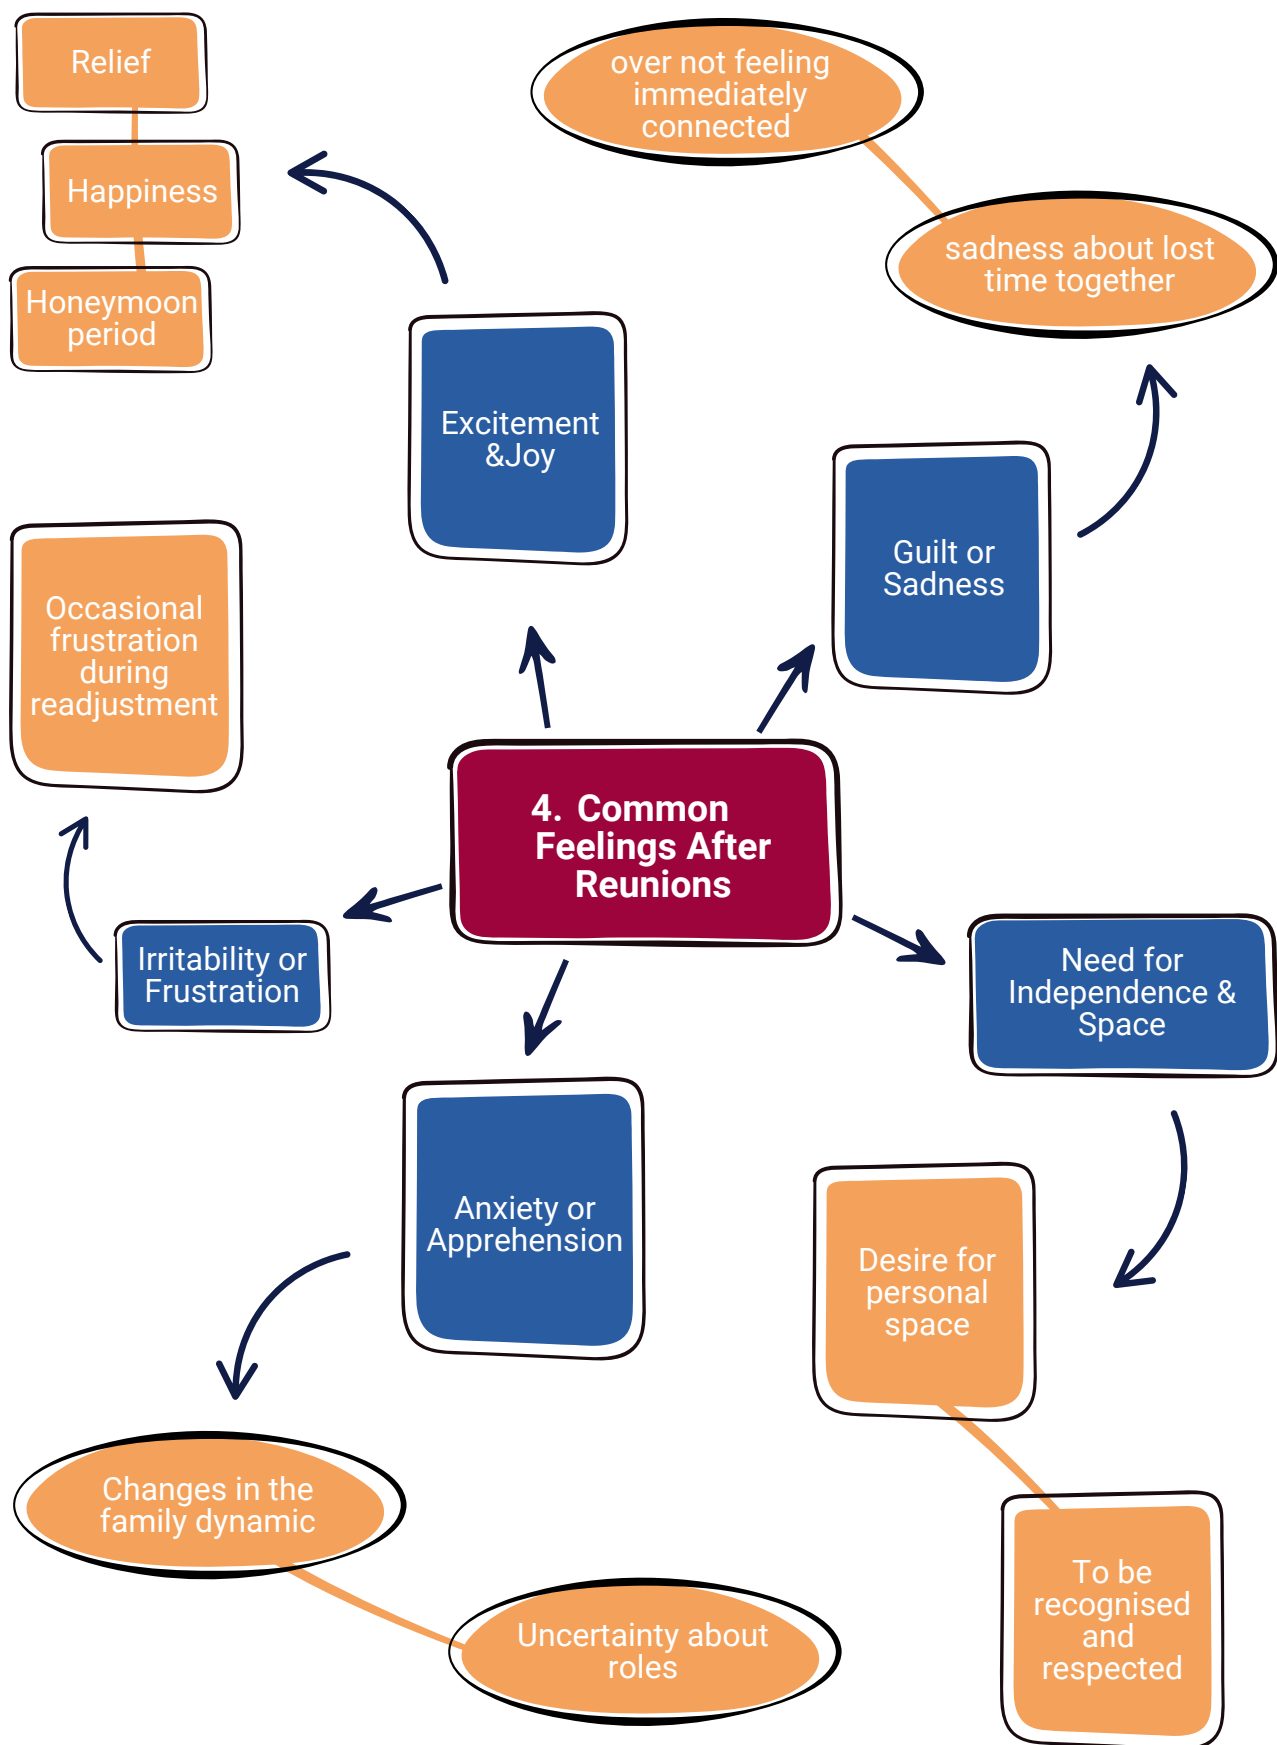 Relief
Happiness
Honeymoon
period
over not feeling
immediately
connected
sadness about lost
time together
Excitement
&Joy
Guilt or
Sadness
Occasional
frustration
during
readjustment
4. Common
Feelings After
Reunions
Irritability or
Frustration
Need for
Independence &
Space
Anxiety or
Apprehension
Desire for
personal
space
Changes in the
family dynamic
Uncertainty about
roles
To be
recognised
and
respected